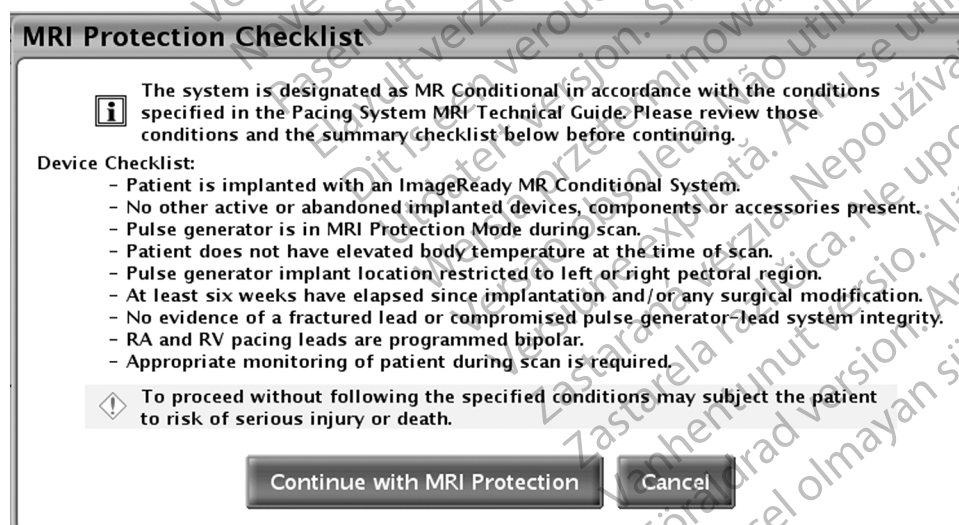 MRI Protection Checklist
The system is designated as MR Conditional in accordance with the conditions
specified in the Pacing System MRI Technical Guide. Please review those
conditions and the summary checklist below before continuing.
Device Checklist:
- Patient is implanted with an ImageReady MR Conditional System.
- No other active or abandoned implanted devices, components or accessories present.
- Pulse generator is in MRI Protection Mode during scan.
- Patient does not have elevated body temperature at the time of scan.
- Pulse generator implant location restricted to left or right pectoral region.
- At least six weeks have elapsed since implantation and/or any surgical modification.
- No evidence of a fractured lead or compromised pulse generator-lead system integrity.
- RA and RV pacing leads are programmed bipolar.
- Appropriate monitoring of patient during scan is required.
To proceed without following the specified conditions may subject the patient
to risk of serious injury or death.
Continue with MRI Protection
Cancel